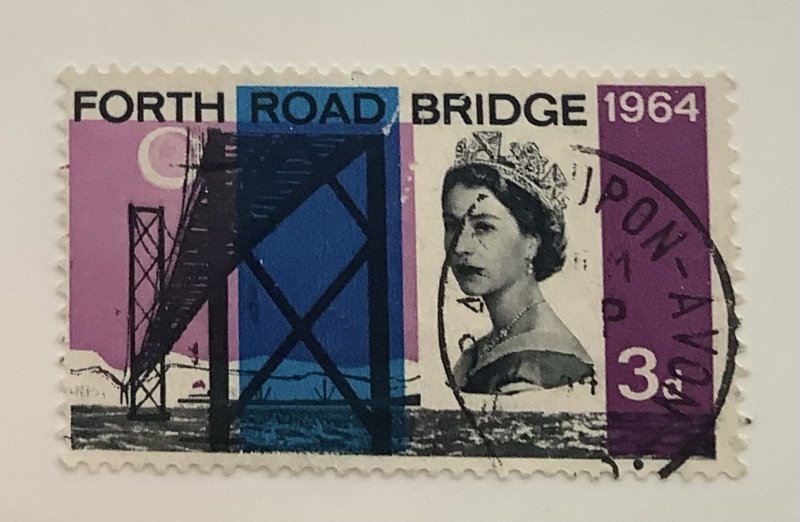 FORTH ROAD BRIDGE 1964
UPON-AVON
3d